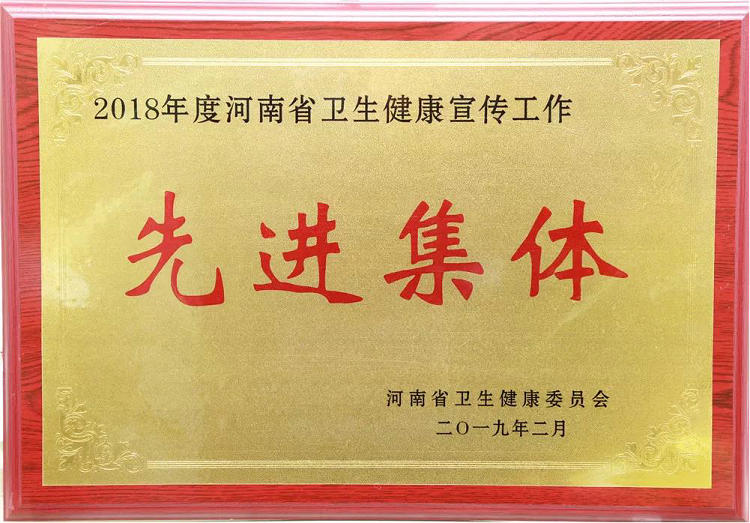 2018年度河南省卫生健康宣传工作
先进集体
河南省卫生健康委员会
二〇一九年二月